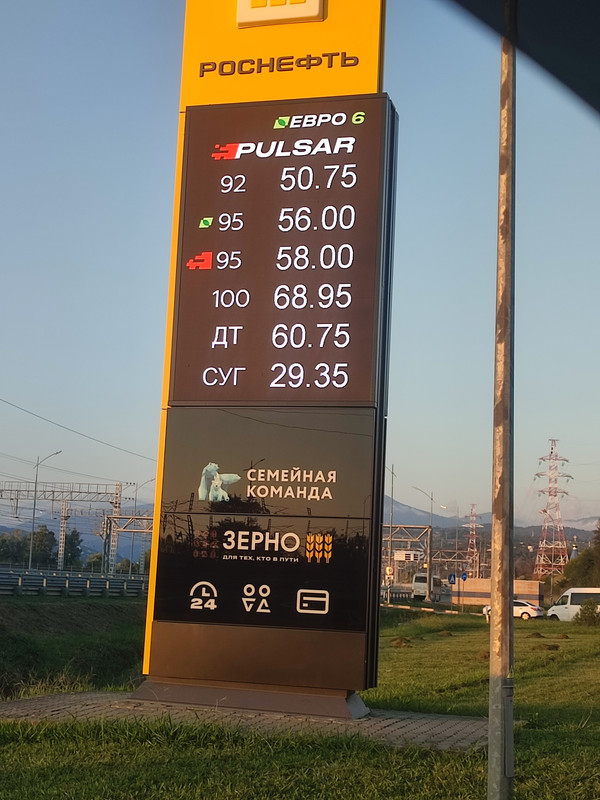 РОСНЕФТЬ
ЕВРО 6
PULSAR
92 50.75
95 56.00
95 58.00
100 68.95
ДТ 60.75
СУГ 29.35
СЕМЕЙНАЯ
КОМАНДА
ЗЕРНО
ДЛЯ ТЕХ, КТО В ПУТИ
24